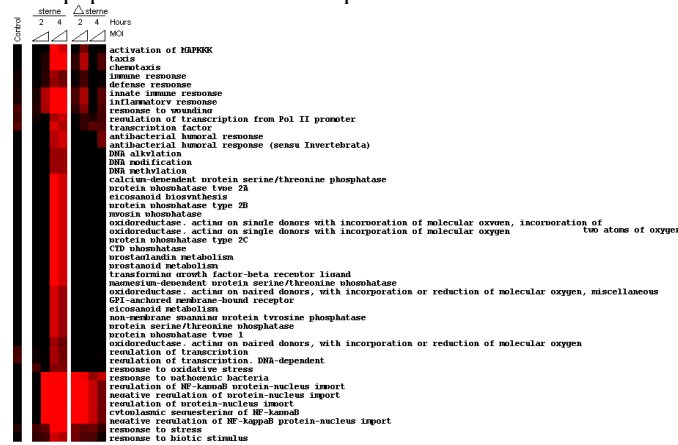 sterne △ sterne
2 4 2 4 Hours
MOI
Control
activation of MAPKKK
taxis
chemotaxis
immune response
defense response
innate immune response
inflammatory response
response to wounding
regulation of transcription from Pol II promoter
transcription factor
antibacterial humoral response
antibacterial humoral response (sensu Invertebrata)
DNA alkylation
DNA modification
DNA methylation
calcium-dependent protein serine/threonine phosphatase
protein phosphatase type 2A
eicosanoid biosynthesis
protein phosphatase type 2B
myosin phosphatase
oxidoreductase. acting on single donors with incorporation of molecular oxygen, incorporation of
oxidoreductase. acting on single donors with incorporation of molecular oxygen two atoms of oxygen
protein phosphatase type 2C
CTD phosphatase
prostaglandin metabolism
prostanoid metabolism
transforming growth factor-beta receptor ligand
magnesium-dependent protein serine/threonine phosphatase
oxidoreductase. acting on paired donors, with incorporation or reduction of molecular oxygen, miscellaneous
GPI-anchored membrane-bound receptor
eicosanoid metabolism
non-membrane spanning protein tyrosine phosphatase
protein serine/threonine phosphatase
protein phosphatase type 1
oxidoreductase. acting on paired donors, with incorporation or reduction of molecular oxygen
regulation of transcription
regulation of transcription. DNA-dependent
response to oxidative stress
response to pathogenic bacteria
regulation of NF-kappaB protein-nucleus import
negative regulation of protein-nucleus import
regulation of protein-nucleus import
cytoplasmic sequestering of NF-kappaB
negative regulation of NF-kappaB protein-nucleus import
response to stress
response to biotic stimulus